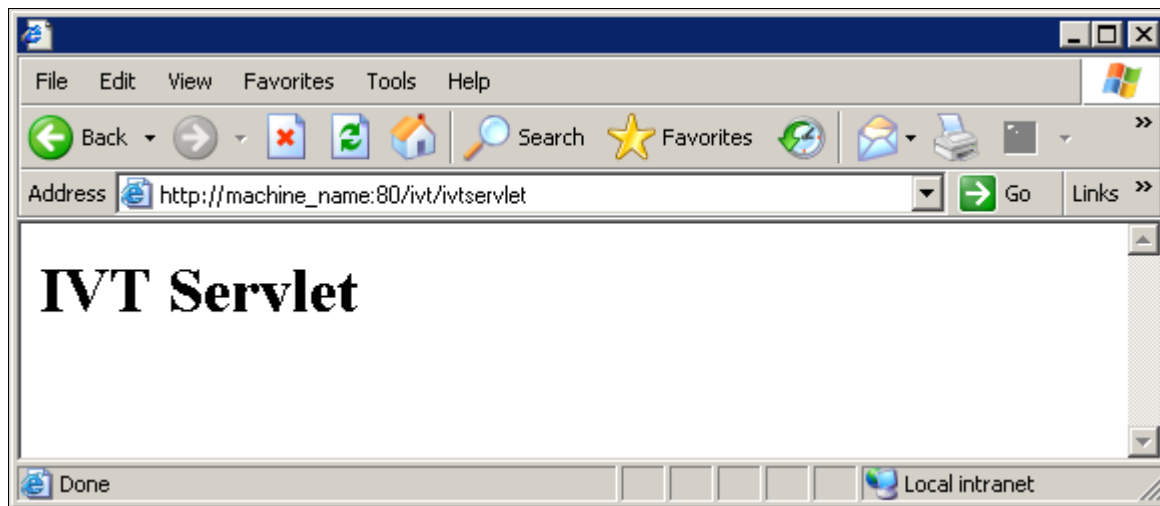 File Edit View Favorites Tools Help
Back Search Favorites »
Address http://machine_name:80/ivt/ivtservlet Go Links »
IVT Servlet
Done Local intranet